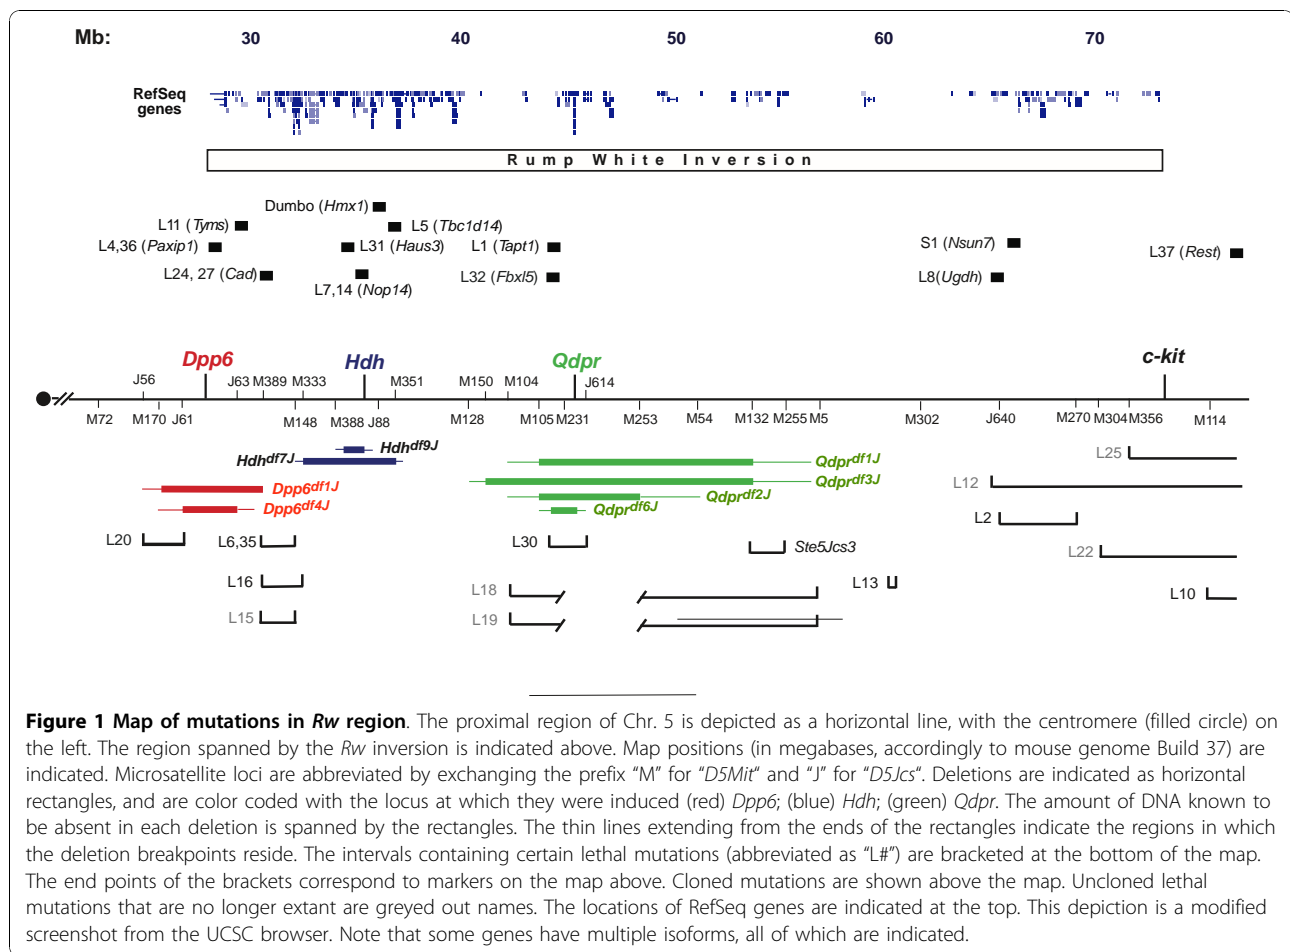 Mb: 30 40 50 60 70
RefSeq
genes
Rump White Inversion
Dumbo (Hmx1)
L11 (Tyms) L5 (Tbc1d14)
L4,36 (Paxip1) L31 (Haus3) L1 (Tapt1) S1 (Nsun7) L37 (Rest)
L24, 27 (Cad) L32 (Fbxl5) L8(Ugdh)
L7,14 (Nop14)
Dpp6 Hdh Qdpr c-kit
J56 J63 M389 M333 M351 M150 M104 J614
M72 M170 J61 M148 M388 J88 M128 M105 M231 M253 M54 M132 M255 M5 M302 J640 M270 M304 M356 M114
Hdhdf9J L25
Hdhdf7J Qdprdf1J
Dpp6df1J Qdprdf3J L12
Dpp6df4J Qdprdf2J
Qdprdf6J L2
L20 L6,35 L30 Ste5Jcs3 L22
L16 L18 L13 L10
L15 L19
Figure 1 Map of mutations in Rw region. The proximal region of Chr. 5 is depicted as a horizontal line, with the centromere (filled circle) on
the left. The region spanned by the Rw inversion is indicated above. Map positions (in megabases, accordingly to mouse genome Build 37) are
indicated. Microsatellite loci are abbreviated by exchanging the prefix “M” for “D5Mit“ and “J” for “D5Jcs“. Deletions are indicated as horizontal
rectangles, and are color coded with the locus at which they were induced (red) Dpp6; (blue) Hdh; (green) Qdpr. The amount of DNA known to
be absent in each deletion is spanned by the rectangles. The thin lines extending from the ends of the rectangles indicate the regions in which
the deletion breakpoints reside. The intervals containing certain lethal mutations (abbreviated as “L#”) are bracketed at the bottom of the map.
The end points of the brackets correspond to markers on the map above. Cloned mutations are shown above the map. Uncloned lethal
mutations that are no longer extant are greyed out names. The locations of RefSeq genes are indicated at the top. This depiction is a modified
screenshot from the UCSC browser. Note that some genes have multiple isoforms, all of which are indicated.